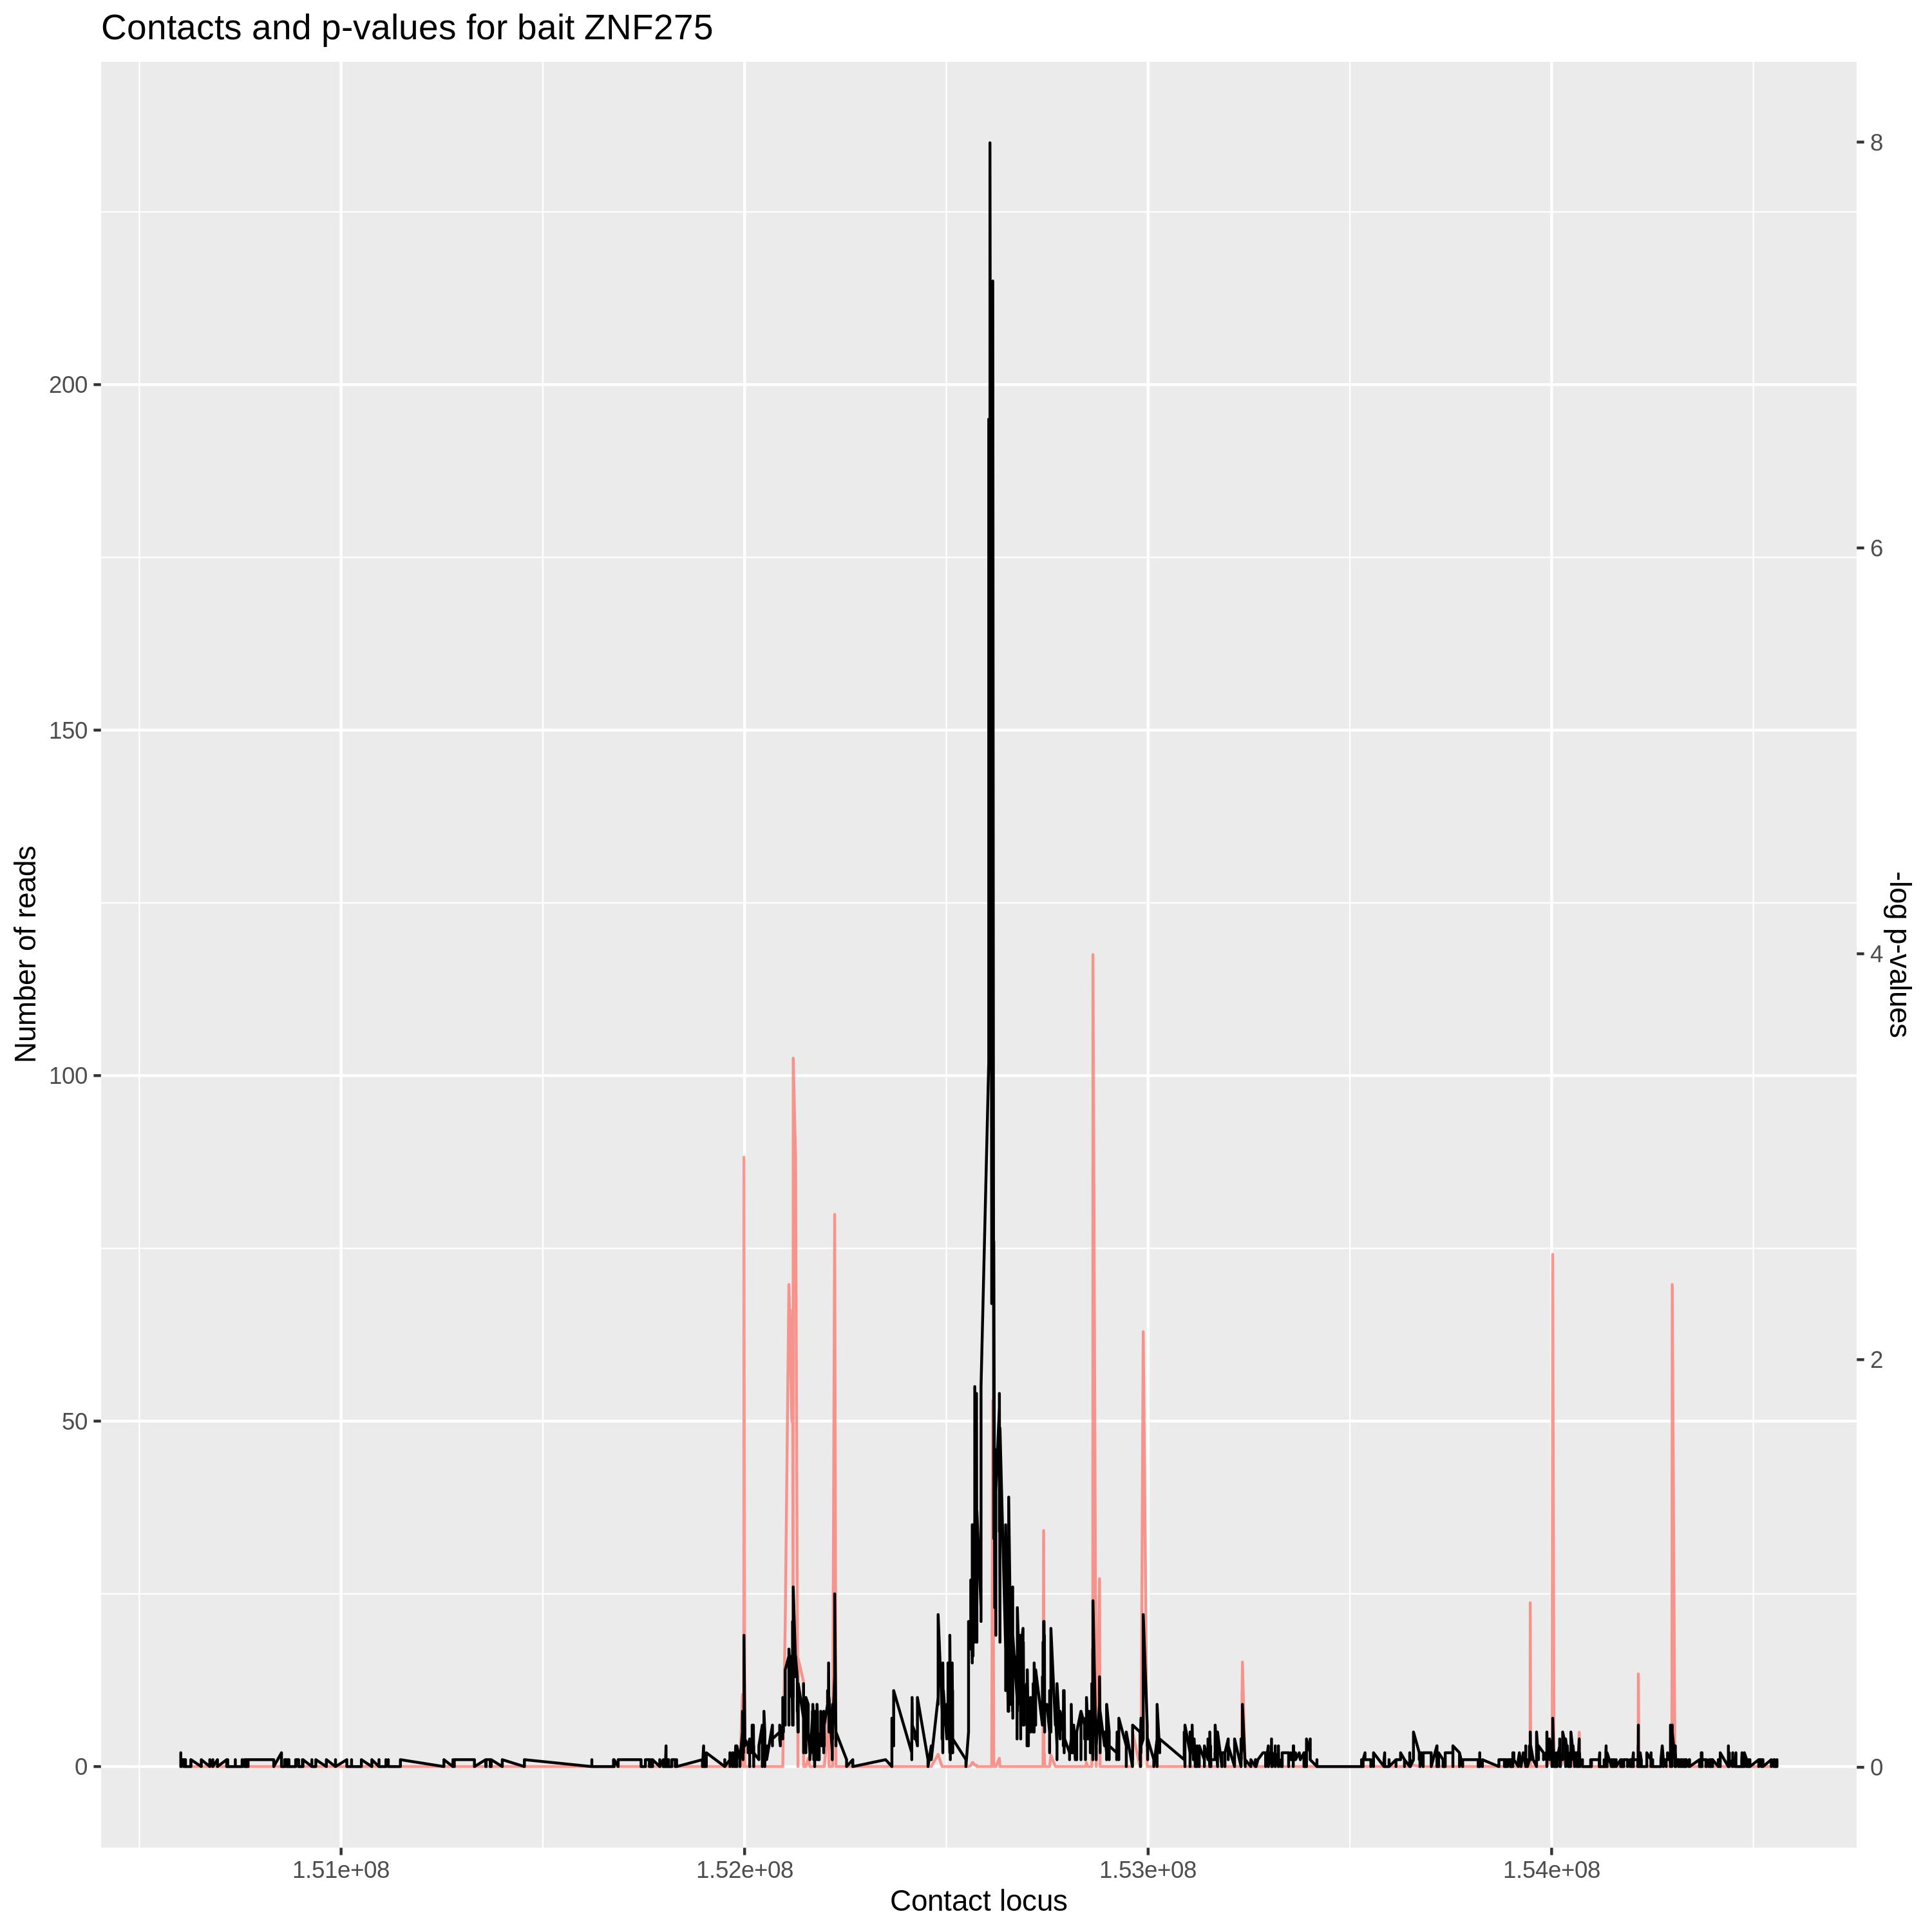 Contacts and p-values for bait ZNF275
Number of reads
200
150
100
50
0
8
6
4
2
0
-log p-values
1.51e+08
1.52e+08
1.53e+08
1.54e+08
Contact locus